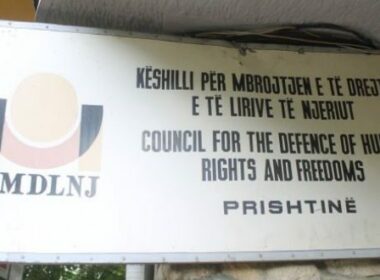 KËSHILLI PËR MBROJTJEN E TË DREJT
E TË LIRIVE TË NJERIUT
COUNCIL FOR THE DEFENCE OF HU
RIGHTS AND FREEDOMS
PRISHTINË
MDLNJ